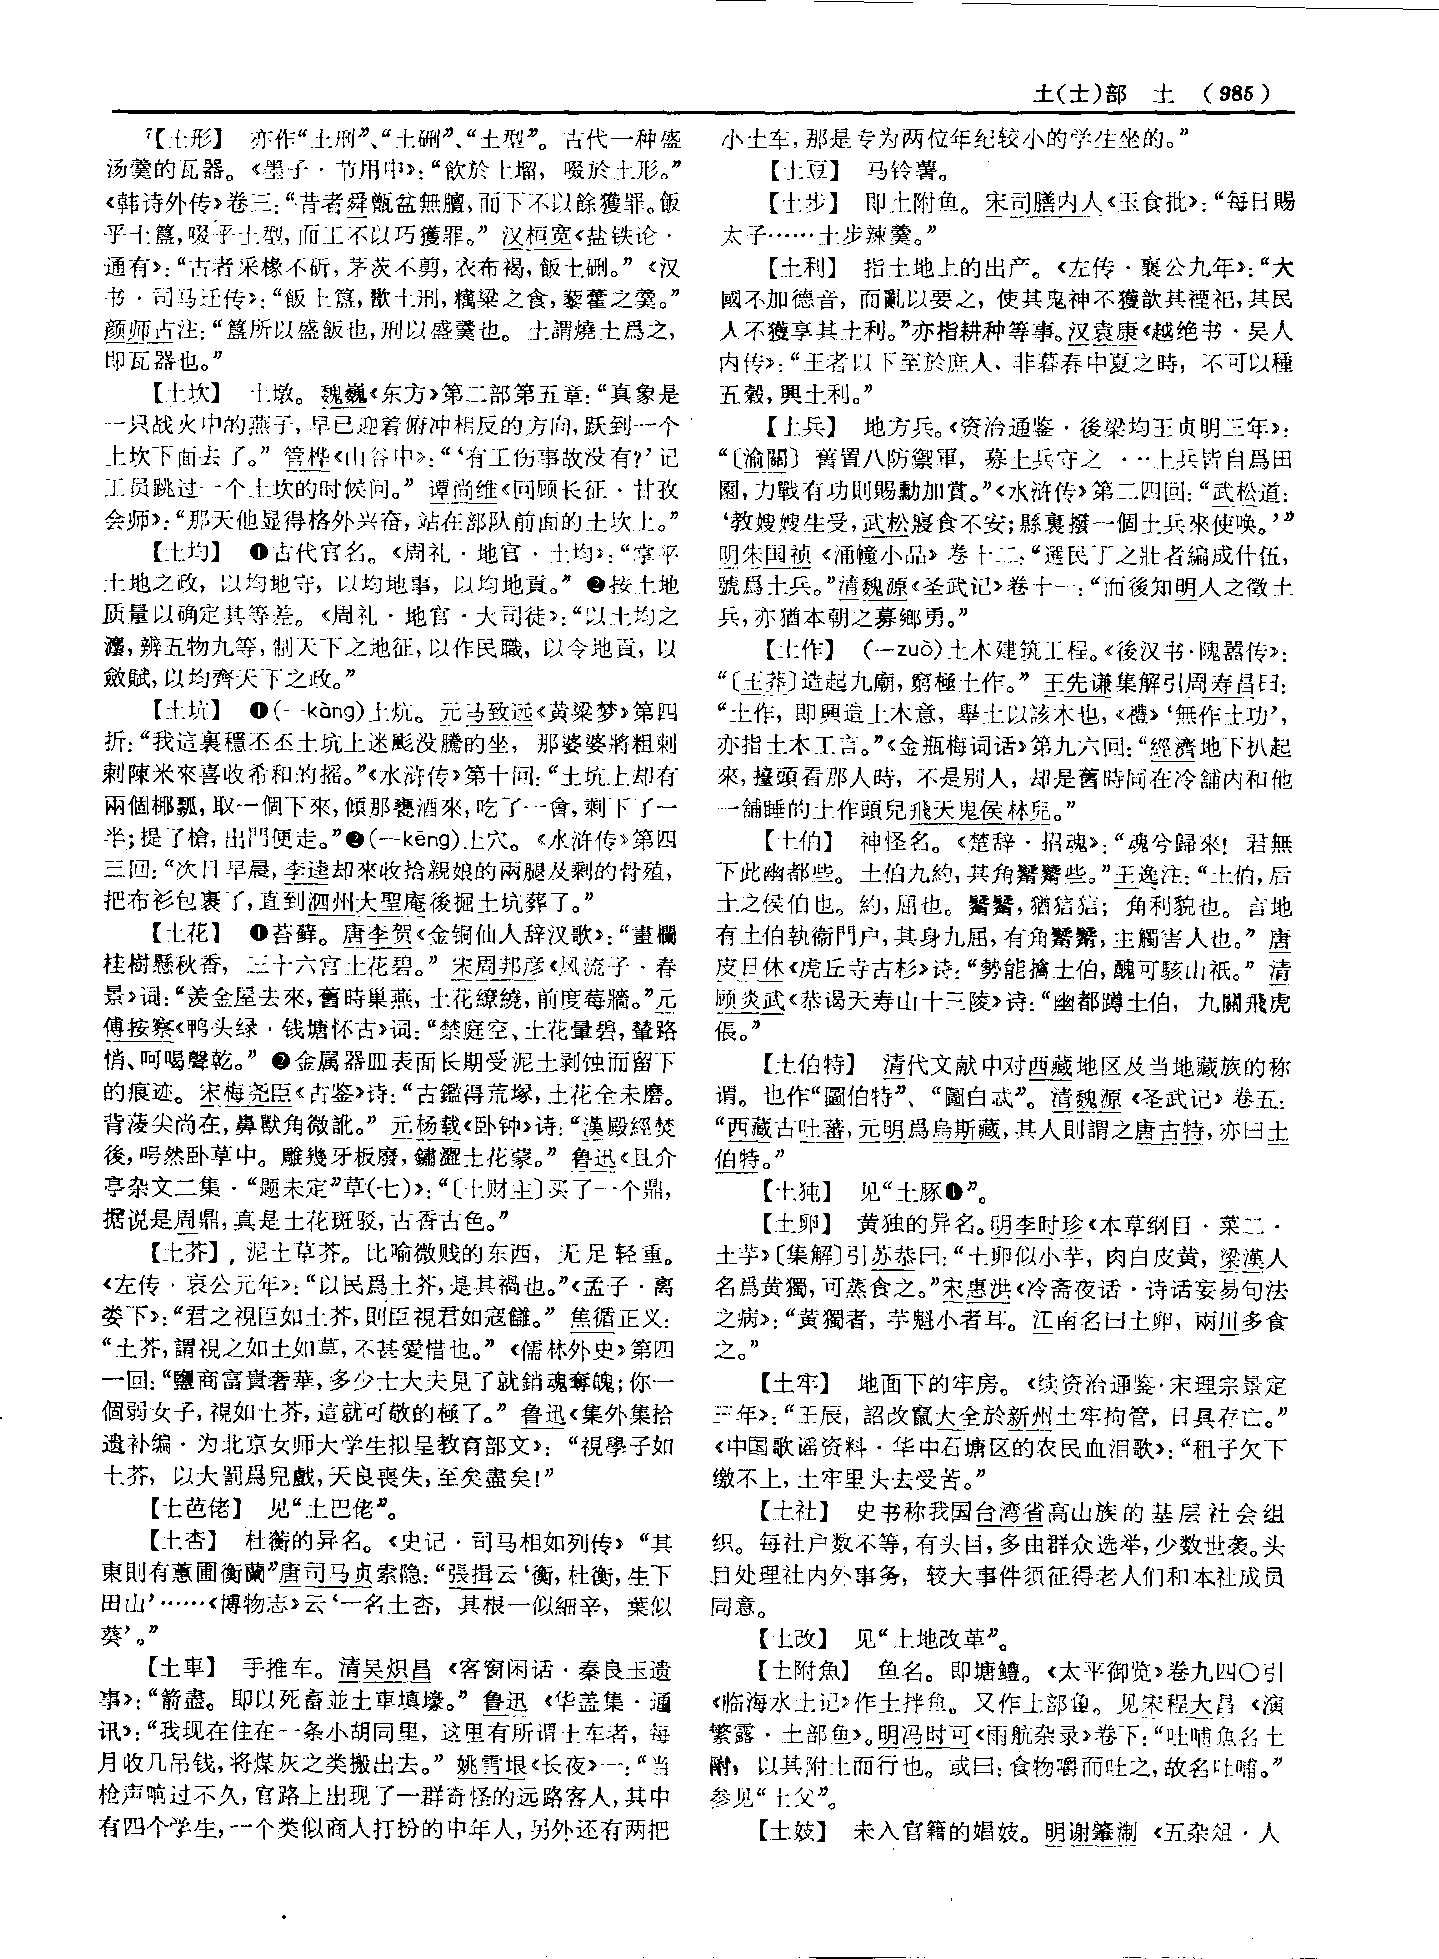 土(士)部 土 (985)
【土形】 亦作“土刑”、“土硎”、“土型”。古代一种盛
汤羹的瓦器。《墨子·节用中》：“飲於土塯，啜於土形。”
《韩诗外传》卷三：“昔者舜甑盆無膻，而下不以餘獲罪。飯
乎土簋，啜乎土型，而工不以巧獲罪。” 汉桓宽《盐铁论·
通有》：“古者采椽不斫，茅茨不剪，衣布褐，飯土硎。”《汉
书·司马迁传》：“飯土簋，歠土刑，糲粱之食，藜藿之羹。”
颜师古注：“簋所以盛飯也，刑以盛羹也。土謂燒土爲之，
即瓦器也。”
【土坎】 土墩。魏巍《东方》第二部第五章：“真象是
一只战火中的燕子，早已迎着俯冲相反的方向，跃到一个
土坎下面去了。” 管桦《山谷中》：“‘有工伤事故没有？’记
工员跳过一个土坎的时候问。” 谭尚维《回顾长征·甘孜
会师》：“那天他显得格外兴奋，站在部队前面的土坎上。”
【土均】 ❶古代官名。《周礼·地官·土均》：“掌平
土地之政，以均地守，以均地事，以均地貢。” ❷按土地
质量以确定其等差。《周礼·地官·大司徒》：“以土均之
灋，辨五物九等，制天下之地征，以作民職，以令地貢，以
斂賦，以均齊天下之政。”
【土坑】 ❶(—kàng)土炕。元马致远《黄粱梦》第四
折：“我這裏穩丕丕土坑上迷颩没騰的坐，那婆婆將粗剌
剌陳米來喜收希和的播。”《水浒传》第十回：“土坑上却有
兩個椰瓢，取一個下來，傾那甕酒來，吃了一會，剩下了一
半；提了槍，出門便走。”❷(—kēng)土穴。《水浒传》第四
三回：“次日早晨，李逵却來收拾親娘的兩腿及剩的骨殖，
把布衫包裹了，直到泗州大聖庵後掘土坑葬了。”
【土花】 ❶苔藓。唐李贺《金铜仙人辞汉歌》：“畫欄
桂樹懸秋香，三十六宫土花碧。” 宋周邦彦《风流子·春
景》词：“羡金屋去來，舊時巢燕，土花繚繞，前度莓牆。”元
傅按察《鸭头绿·钱塘怀古》词：“禁庭空、土花暈碧，輦路
悄、呵喝聲乾。” ❷金属器皿表面长期受泥土剥蚀而留下
的痕迹。宋梅尧臣《古鉴》诗：“古鑑得荒塚，土花全未磨。
背菱尖尚在，鼻獸角微訛。” 元杨载《卧钟》诗：“漢殿經焚
後，咢然卧草中。雕幾牙板廢，鏽澀土花蒙。” 鲁迅《且介
亭杂文二集·“题未定”草(七)》：“〔土财主〕买了一个鼎，
据说是周鼎，真是土花斑驳，古香古色。”
【土芥】 泥土草芥。比喻微贱的东西，无足轻重。
《左传·哀公元年》：“以民爲土芥，是其禍也。”《孟子·离
娄下》：“君之視臣如土芥，則臣視君如寇讎。” 焦循正义：
“土芥，謂視之如土如草，不甚愛惜也。” 《儒林外史》第四
一回：“鹽商富貴奢華，多少士大夫見了就銷魂奪魄；你一
個弱女子，視如土芥，這就可敬的極了。” 鲁迅《集外集拾
遗补编·为北京女师大学生拟呈教育部文》：“視學子如
土芥，以大罰爲兒戲，天良喪失，至矣盡矣！”
【土芭佬】 见“土巴佬”。
【土杏】 杜蘅的异名。《史记·司马相如列传》“其
東則有蕙圃衡蘭”唐司马贞索隐：“張揖云‘衡，杜衡，生下
田山’……《博物志》云‘一名土杏，其根一似細辛，葉似
葵’。”
【土車】 手推车。清吴炽昌《客窗闲话·秦良玉遗
事》：“箭盡。即以死畜並土車填壕。” 鲁迅《华盖集·通
讯》：“我现在住在一条小胡同里，这里有所谓土车者，每
月收几吊钱，将煤灰之类搬出去。” 姚雪垠《长夜》一：“当
枪声响过不久，官路上出现了一群奇怪的远路客人，其中
有四个学生，一个类似商人打扮的中年人，另外还有两把
小土车，那是专为两位年纪较小的学生坐的。”
【土豆】 马铃薯。
【土步】 即土附鱼。宋司膳内人《玉食批》：“每日賜
太子……土步辣羹。”
【土利】 指土地上的出产。《左传·襄公九年》：“大
國不加德音，而亂以要之，使其鬼神不獲歆其禋祀，其民
人不獲享其土利。”亦指耕种等事。汉袁康《越绝书·吴人
内传》：“王者以下至於庶人，非暮春中夏之時，不可以種
五穀，興土利。”
【土兵】 地方兵。《资治通鉴·後梁均王贞明三年》：
“〔渝關〕舊置八防禦軍，募土兵守之……土兵皆自爲田
園，力戰有功則賜勳加賞。”《水浒传》第二四回：“武松道：
‘教嫂嫂生受，武松寢食不安；縣裏撥一個土兵來使唤。’”
明朱国祯《涌幢小品》卷十二：“選民丁之壯者編成什伍，
號爲土兵。”清魏源《圣武记》卷十一：“而後知明人之徵土
兵，亦猶本朝之募鄉勇。”
【土作】 (—zuō)土木建筑工程。《後汉书·隗嚣传》：
“〔王莽〕造起九廟，窮極土作。” 王先谦集解引周寿昌曰：
“土作，即興造土木意，舉土以該木也，《禮》‘無作土功’，
亦指土木工言。”《金瓶梅词话》第九六回：“經濟地下扒起
來，擡頭看那人時，不是别人，却是舊時同在冷舖内和他
一舖睡的土作頭兒飛天鬼侯林兒。”
【土伯】 神怪名。《楚辞·招魂》：“魂兮歸來！君無
下此幽都些。土伯九約，其角觺觺些。”王逸注：“土伯，后
土之侯伯也。約，屈也。觺觺，猶狺狺；角利貌也。言地
有土伯執衛門户，其身九屈，有角觺觺，主觸害人也。” 唐
皮日休《虎丘寺古杉》诗：“勢能擒土伯，醜可駭山祇。” 清
顾炎武《恭谒天寿山十三陵》诗：“幽都蹲土伯，九關飛虎
倀。”
【土伯特】 清代文献中对西藏地区及当地藏族的称
谓。也作“圖伯特”、“圖白忒”。清魏源《圣武记》卷五：
“西藏古吐蕃，元明爲烏斯藏，其人則謂之唐古特，亦曰土
伯特。”
【土㹠】 见“土豚❶”。
【土卵】 黄独的异名。明李时珍《本草纲目·菜二·
土芋》〔集解〕引苏恭曰：“土卵似小芋，肉白皮黄，梁漢人
名爲黄獨，可蒸食之。”宋惠洪《冷斋夜话·诗话妄易句法
之病》：“黄獨者，芋魁小者耳。江南名曰土卵，兩川多食
之。”
【土牢】 地面下的牢房。《续资治通鉴·宋理宗景定
三年》：“壬辰，詔改竄大全於新州土牢拘管，日具存亡。”
《中国歌谣资料·华中石塘区的农民血泪歌》：“租子欠下
缴不上，土牢里头去受苦。”
【土社】 史书称我国台湾省高山族的基层社会组
织。每社户数不等，有头目，多由群众选举，少数世袭。头
目处理社内外事务，较大事件须征得老人们和本社成员
同意。
【土改】 见“土地改革”。
【土附魚】 鱼名。即塘鳢。《太平御览》卷九四〇引
《临海水土记》作土拌鱼。又作土部鱼。见宋程大昌《演
繁露·土部鱼》。明冯时可《雨航杂录》卷下：“吐哺魚名土
附，以其附土而行也。或曰：食物嚼而吐之，故名吐哺。”
参见“土父”。
【土妓】 未入官籍的娼妓。明谢肇淛《五杂俎·人